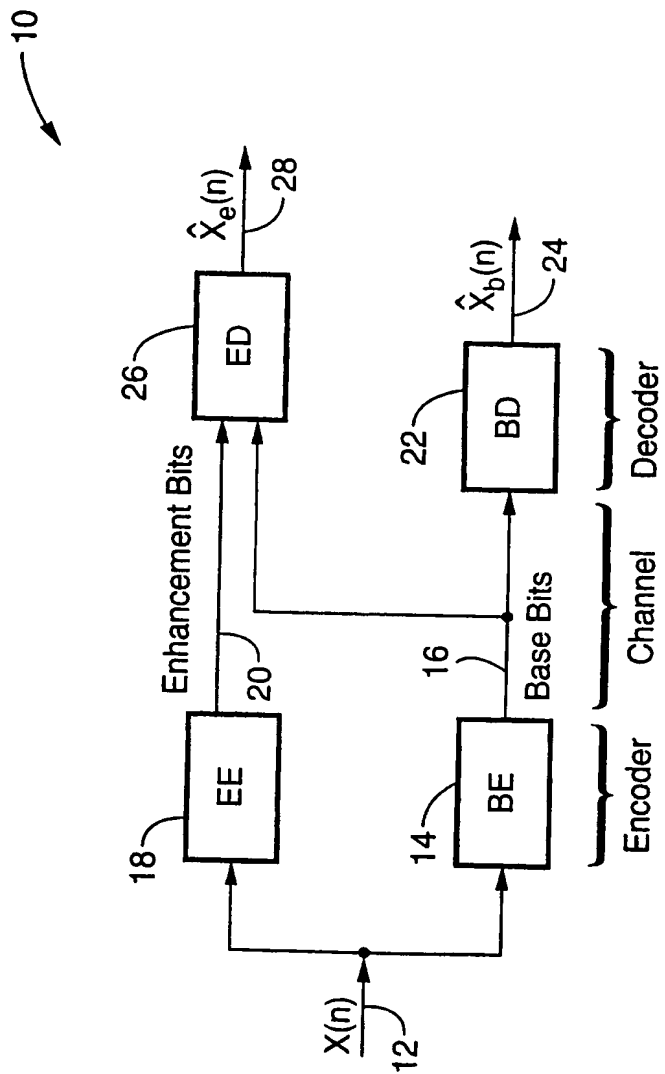 10
X̂e(n)
28
26
ED
Enhancement Bits
20
EE
18
X(n)
12
X̂b(n)
24
22
BD
16
Base Bits
14
BE
Encoder
Channel
Decoder